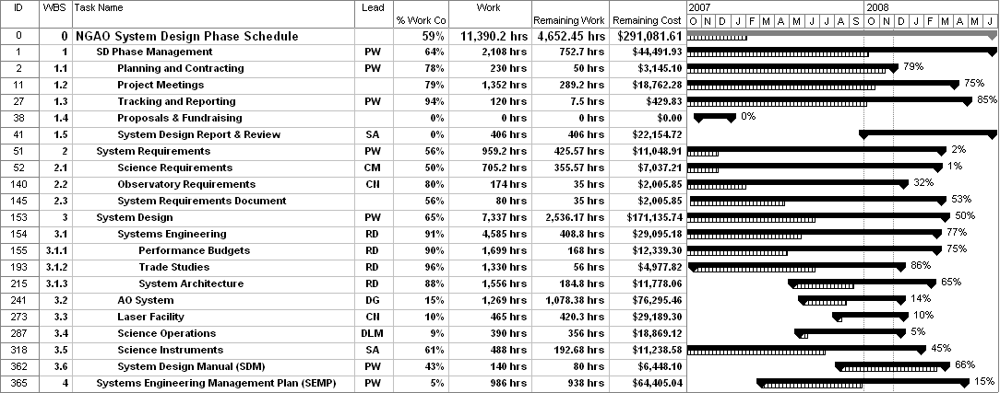 ID WBS Task Name Lead % Work Co Work Remaining Work Remaining Cost 2007 2008
O N D J F M A M J J A S O N D J F M A M J
0 0 NGAO System Design Phase Schedule 59% 11,390.2 hrs 4,652.45 hrs $291,081.61
1 1 SD Phase Management PW 64% 2,108 hrs 752.7 hrs $44,491.93
2 1.1 Planning and Contracting PW 78% 230 hrs 50 hrs $3,145.10 79%
11 1.2 Project Meetings 79% 1,352 hrs 289.2 hrs $18,762.28 75%
27 1.3 Tracking and Reporting PW 94% 120 hrs 7.5 hrs $429.83 85%
38 1.4 Proposals & Fundraising 0% 0 hrs 0 hrs $0.00 0%
41 1.5 System Design Report & Review SA 0% 406 hrs 406 hrs $22,154.72
51 2 System Requirements PW 56% 959.2 hrs 425.57 hrs $11,048.91 2%
52 2.1 Science Requirements CM 50% 705.2 hrs 355.57 hrs $7,037.21 1%
140 2.2 Observatory Requirements CN 80% 174 hrs 35 hrs $2,005.85 32%
145 2.3 System Requirements Document 56% 80 hrs 35 hrs $2,005.85 53%
153 3 System Design PW 65% 7,337 hrs 2,536.17 hrs $171,135.74 50%
154 3.1 Systems Engineering RD 91% 4,585 hrs 408.8 hrs $29,095.18 77%
155 3.1.1 Performance Budgets RD 90% 1,699 hrs 168 hrs $12,339.30 75%
193 3.1.2 Trade Studies RD 96% 1,330 hrs 56 hrs $4,977.82 86%
215 3.1.3 System Architecture RD 88% 1,556 hrs 184.8 hrs $11,778.06 65%
241 3.2 AO System DG 15% 1,269 hrs 1,078.38 hrs $76,295.46 14%
273 3.3 Laser Facility CN 10% 465 hrs 420.3 hrs $29,189.30 10%
287 3.4 Science Operations DLM 9% 390 hrs 356 hrs $18,869.12 5%
318 3.5 Science Instruments SA 61% 488 hrs 192.68 hrs $11,238.58 45%
362 3.6 System Design Manual (SDM) PW 43% 140 hrs 80 hrs $6,448.10 66%
365 4 Systems Engineering Management Plan (SEMP) PW 5% 986 hrs 938 hrs $64,405.04 15%